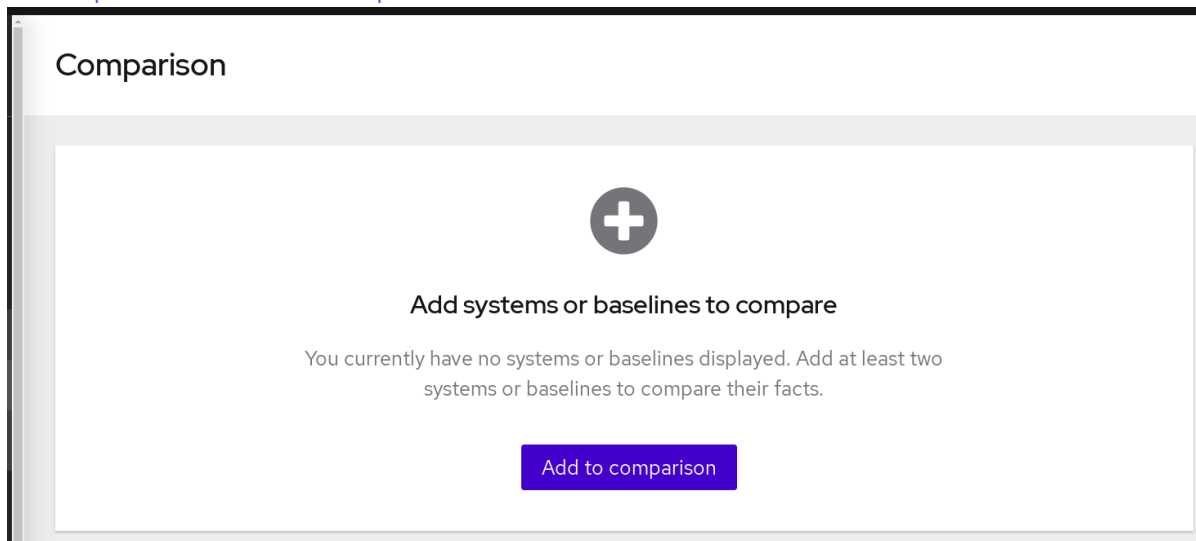 Comparison
Add systems or baselines to compare
You currently have no systems or baselines displayed. Add at least two
systems or baselines to compare their facts.
Add to comparison